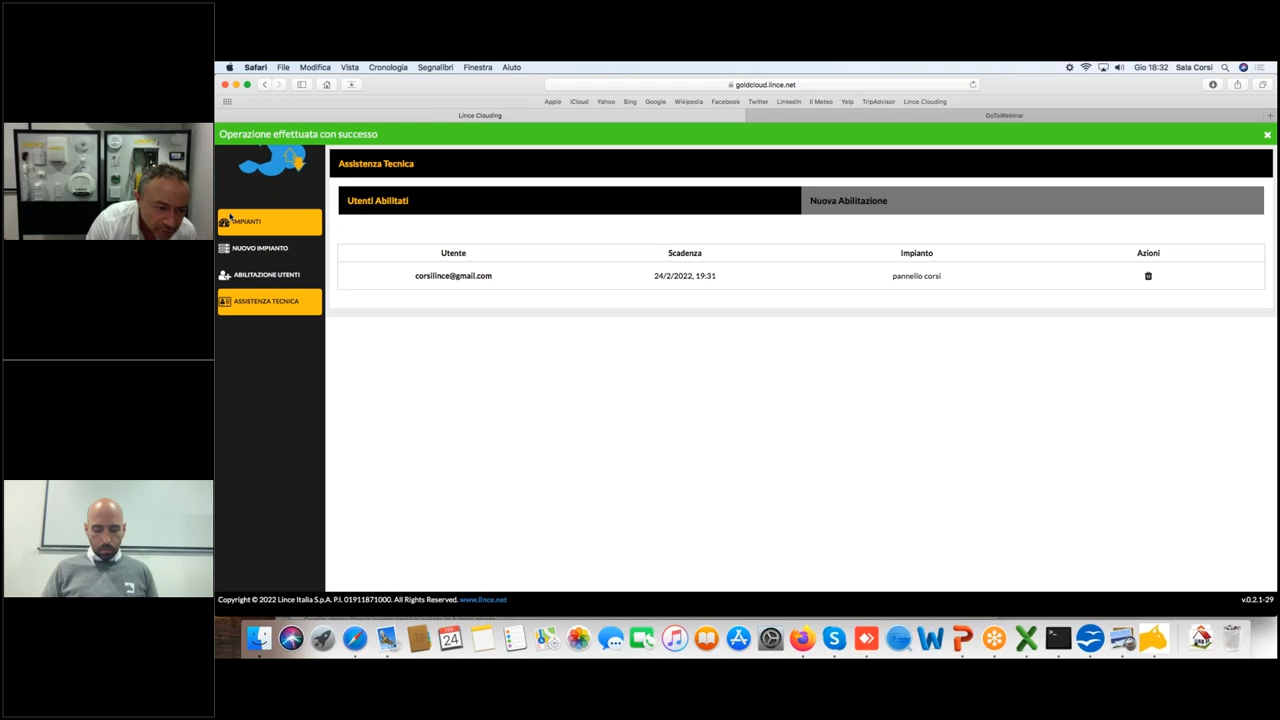 Safari File Modifica Vista Cronologia Segnalibri Finestra Aiuto Gio 18:32 Sala Corsi
goldcloud.lince.net
Apple iCloud Yahoo Bing Google Wikipedia Facebook Twitter LinkedIn Il Meteo Yelp TripAdvisor Lince Clouding
Lince Clouding GoToWebinar
Operazione effettuata con successo
Assistenza Tecnica
Utenti Abilitati Nuova Abilitazione
IMPIANTI
NUOVO IMPIANTO
ABILITAZIONE UTENTI
ASSISTENZA TECNICA
Utente Scadenza Impianto Azioni
corsilince@gmail.com 24/2/2022, 19:31 pannello corsi
Copyright © 2022 Lince Italia S.p.A. P.I. 01911871000. All Rights Reserved. www.lince.net v.0.2.1-29
24